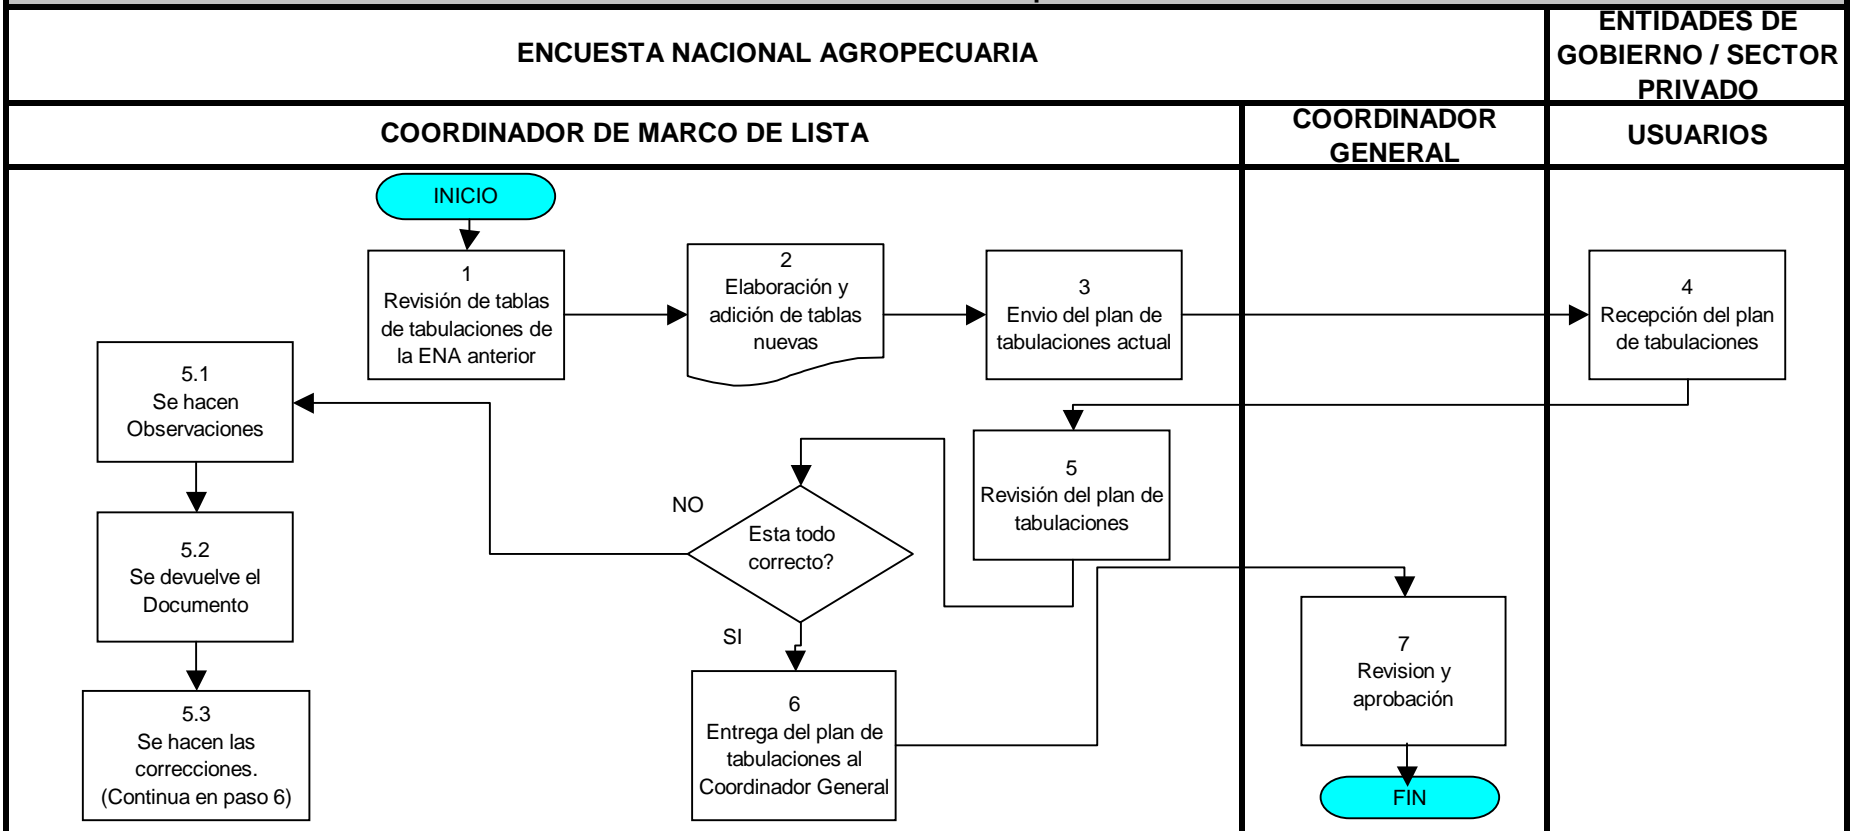 ENCUESTA NACIONAL AGROPECUARIA
ENTIDADES DE
GOBIERNO / SECTOR
PRIVADO
COORDINADOR DE MARCO DE LISTA
COORDINADOR
GENERAL
USUARIOS
INICIO
1
Revisión de tablas
de tabulaciones de
la ENA anterior
2
Elaboración y
adición de tablas
nuevas
3
Envio del plan de
tabulaciones actual
4
Recepción del plan
de tabulaciones
5.1
Se hacen
Observaciones
5
Revisión del plan de
tabulaciones
NO
Esta todo
correcto?
SI
5.2
Se devuelve el
Documento
5.3
Se hacen las
correcciones.
(Continua en paso 6)
6
Entrega del plan de
tabulaciones al
Coordinador General
7
Revision y
aprobación
FIN